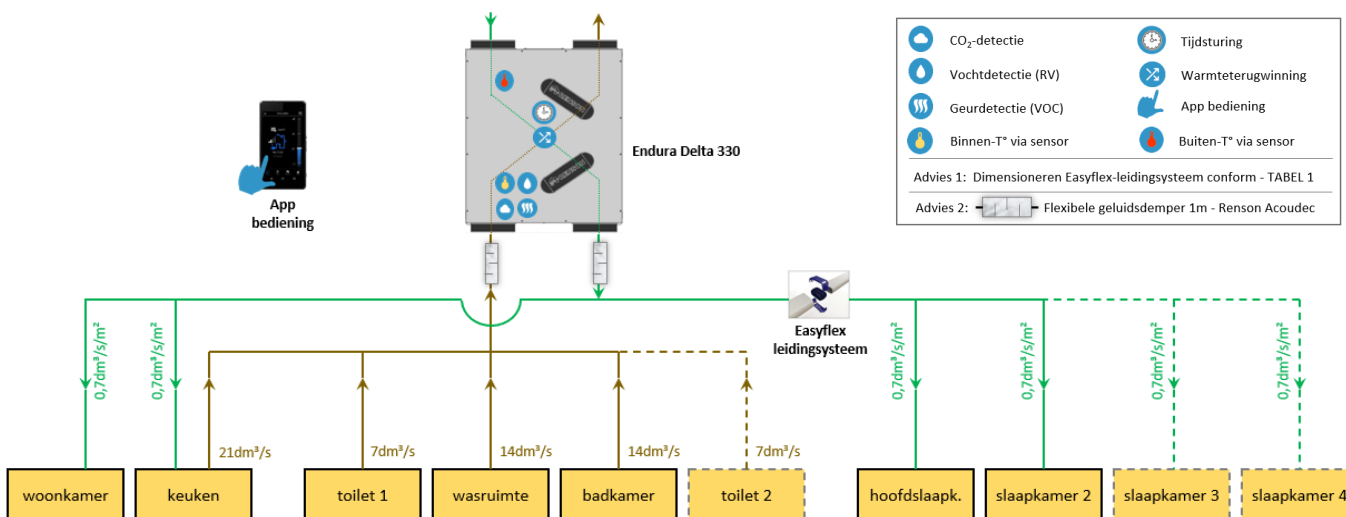 CO₂-detectie
Tijdsturing
Vochtdetectie (RV)
Warmteterugwinning
Geurdetectie (VOC)
App bediening
Binnen-T° via sensor
Buiten-T° via sensor
Advies 1: Dimensioneren Easyflex-leidingsysteem conform - TABEL 1
Advies 2: Flexibele geluidsdemper 1m - Renson Acoudec
Endura Delta 330
App
bediening
Easyflex
leidingsysteem
0,7dm³/s/m²
0,7dm³/s/m²
0,7dm³/s/m²
0,7dm³/s/m²
0,7dm³/s/m²
0,7dm³/s/m²
21dm³/s
7dm³/s
14dm³/s
14dm³/s
7dm³/s
woonkamer
keuken
toilet 1
wasruimte
badkamer
toilet 2
hoofdslaapk.
slaapkamer 2
slaapkamer 3
slaapkamer 4